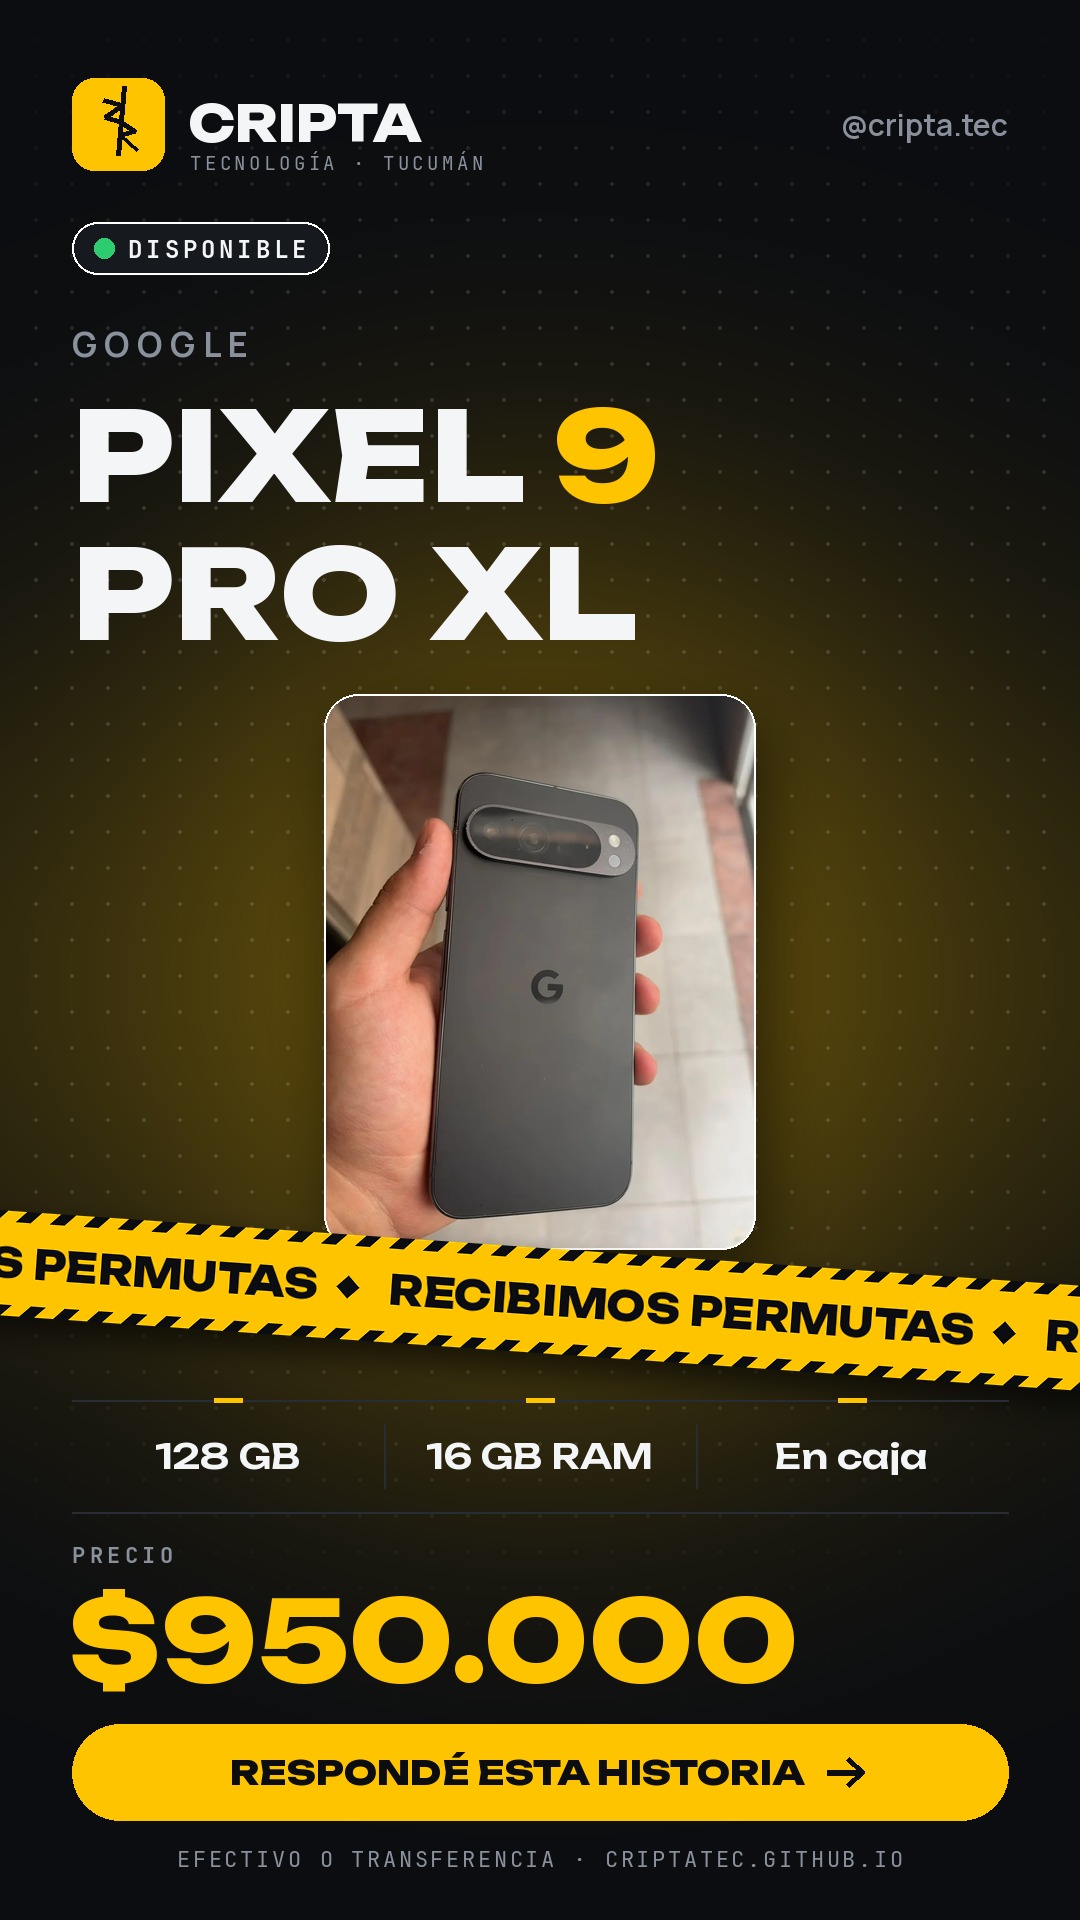 CRIPTA
TECNOLOGÍA · TUCUMÁN
@cripta.tec
DISPONIBLE
GOOGLE
PIXEL 9
PRO XL
G
S PERMUTAS ◆ RECIBIMOS PERMUTAS ◆ R
128 GB
16 GB RAM
En caja
PRECIO
$950.000
RESPONDÉ ESTA HISTORIA →
EFECTIVO O TRANSFERENCIA · CRIPTATEC.GITHUB.IO